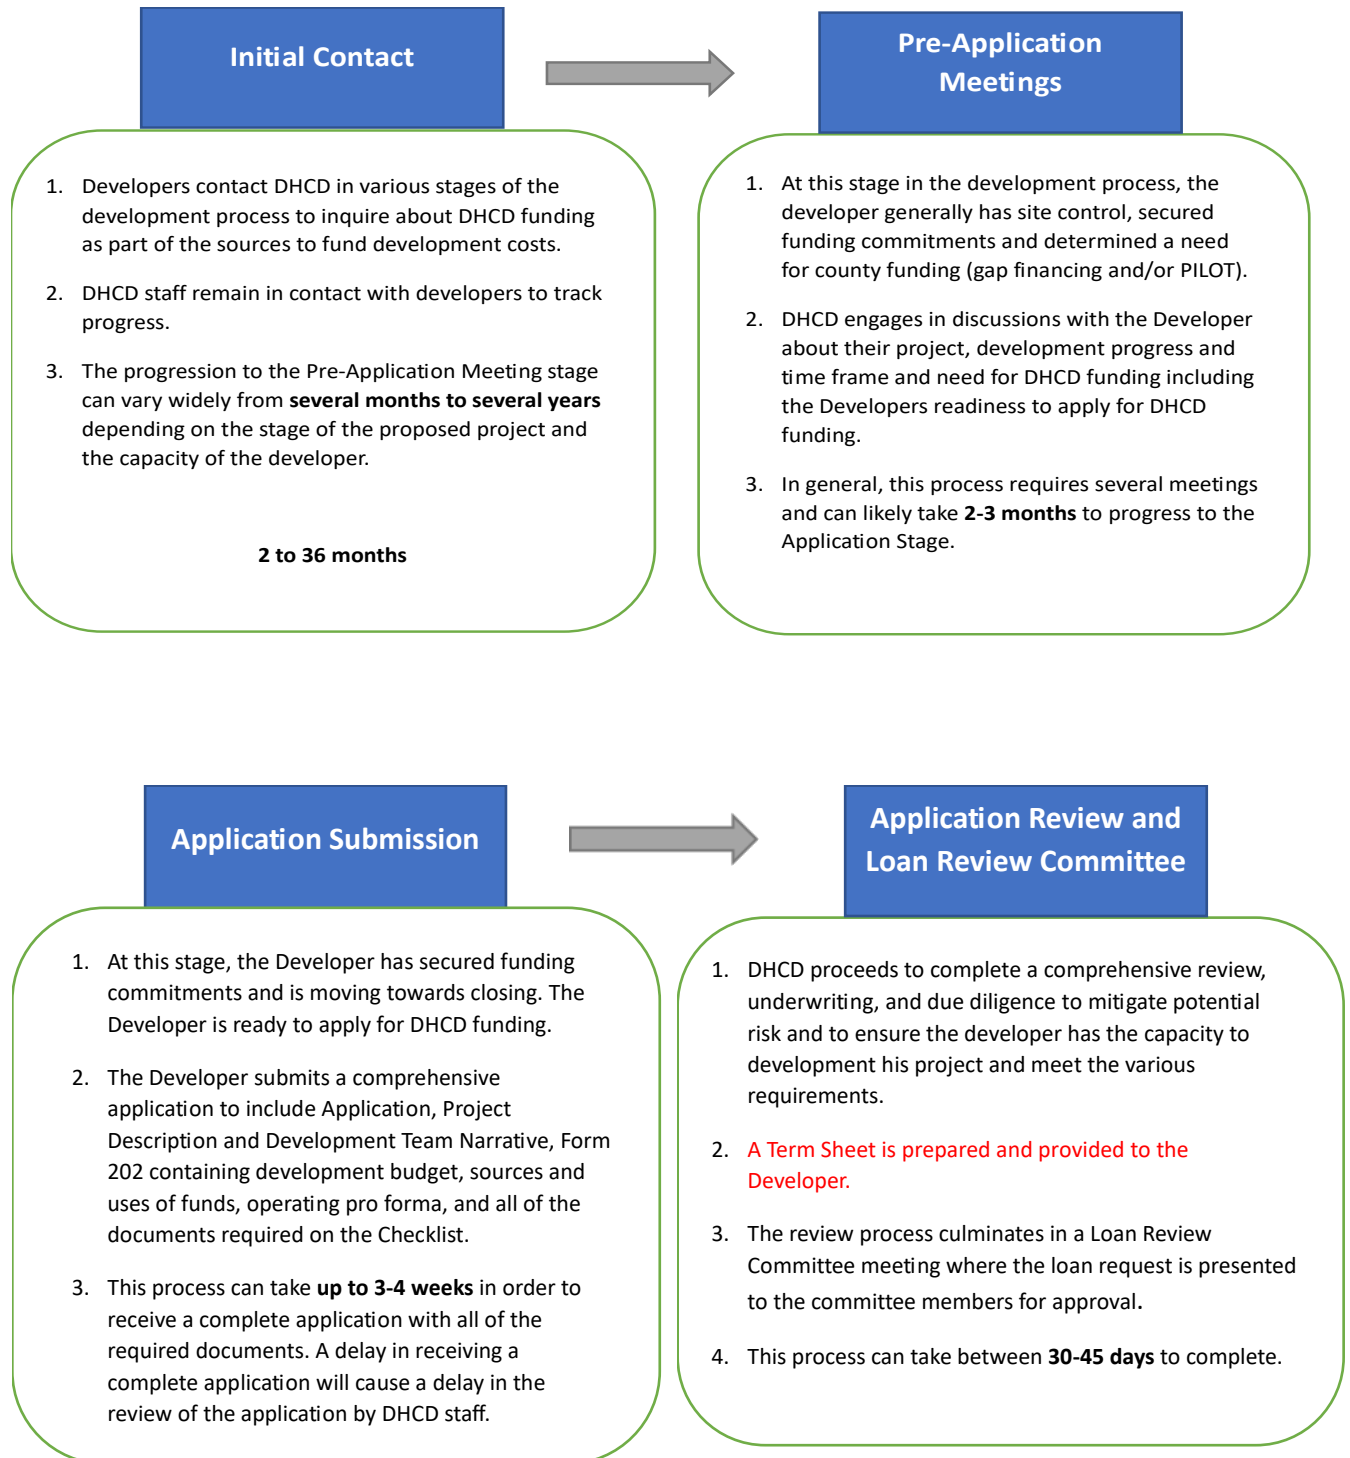 Initial Contact
1. Developers contact DHCD in various stages of the
development process to inquire about DHCD funding
as part of the sources to fund development costs.
2. DHCD staff remain in contact with developers to track
progress.
3. The progression to the Pre-Application Meeting stage
can vary widely from several months to several years
depending on the stage of the proposed project and
the capacity of the developer.
2 to 36 months
Pre-Application
Meetings
1. At this stage in the development process, the
developer generally has site control, secured
funding commitments and determined a need
for county funding (gap financing and/or PILOT).
2. DHCD engages in discussions with the Developer
about their project, development progress and
time frame and need for DHCD funding including
the Developers readiness to apply for DHCD
funding.
3. In general, this process requires several meetings
and can likely take 2-3 months to progress to the
Application Stage.
Application Submission
1. At this stage, the Developer has secured funding
commitments and is moving towards closing. The
Developer is ready to apply for DHCD funding.
2. The Developer submits a comprehensive
application to include Application, Project
Description and Development Team Narrative, Form
202 containing development budget, sources and
uses of funds, operating pro forma, and all of the
documents required on the Checklist.
3. This process can take up to 3-4 weeks in order to
receive a complete application with all of the
required documents. A delay in receiving a
complete application will cause a delay in the
review of the application by DHCD staff.
Application Review and
Loan Review Committee
1. DHCD proceeds to complete a comprehensive review,
underwriting, and due diligence to mitigate potential
risk and to ensure the developer has the capacity to
development his project and meet the various
requirements.
2. A Term Sheet is prepared and provided to the
Developer.
3. The review process culminates in a Loan Review
Committee meeting where the loan request is presented
to the committee members for approval.
4. This process can take between 30-45 days to complete.